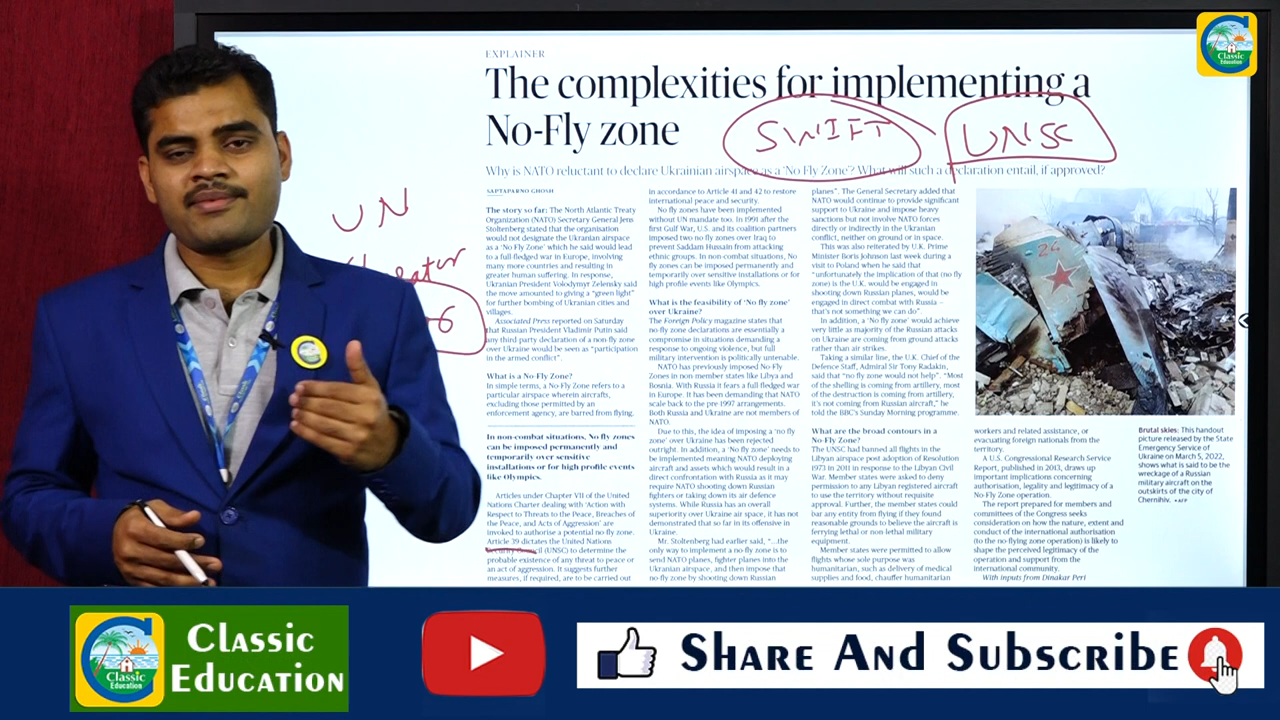 EXPLAINER
The complexities for implementing a
No-Fly zone
Why is NATO reluctant to declare Ukrainian airspace as a ‘No Fly Zone’? What will such a declaration entail, if approved?
SWIFT
UNSC
UN
Classic
Education
SAPTAPARNO GHOSH
The story so far: The North Atlantic Treaty
Organization (NATO) Secretary General Jens
Stoltenberg stated that the organisation
would not designate the Ukranian airspace
as a ‘No Fly Zone’ which he said would lead
to a full fledged war in Europe, involving
many more countries and resulting in
greater human suffering. In response,
Ukranian President Volodymyr Zelensky said
the move amounted to giving a “green light”
for further bombing of Ukranian cities and
villages.
Associated Press reported on Saturday
that Russian President Vladimir Putin said
any third party declaration of a non fly zone
over Ukraine would be seen as “participation
in the armed conflict”.
What is a No-Fly Zone?
In simple terms, a No-Fly Zone refers to a
particular airspace wherein aircrafts,
excluding those permitted by an
enforcement agency, are barred from flying.
In non-combat situations, No fly zones
can be imposed permanently and
temporarily over sensitive
installations or for high profile events
like Olympics.
Articles under Chapter VII of the United
Nations Charter dealing with ‘Action with
Respect to Threats to the Peace, Breaches of
the Peace, and Acts of Aggression’ are
invoked to authorise a potential no fly zone.
Article 39 dictates the United Nations
Security Council (UNSC) to determine the
probable existence of any threat to peace or
an act of aggression. It suggests further
measures, if required, are to be carried out
in accordance to Article 41 and 42 to restore
international peace and security.
No fly zones have been implemented
without UN mandate too. In 1991 after the
first Gulf War, U.S. and its coalition partners
imposed two no fly zones over Iraq to
prevent Saddam Hussain from attacking
ethnic groups. In non-combat situations, No
fly zones can be imposed permanently and
temporarily over sensitive installations or for
high profile events like Olympics.
What is the feasibility of ‘No fly zone’
over Ukraine?
The Foreign Policy magazine states that
no fly zone declarations are essentially a
compromise in situations demanding a
response to ongoing violence, but full
military intervention is politically untenable.
NATO has previously imposed No Fly
Zones in non member states like Libya and
Bosnia. With Russia it fears a full fledged war
in Europe. It has been demanding that NATO
scale back to the pre 1997 arrangements.
Both Russia and Ukraine are not members of
NATO.
Due to this, the idea of imposing a ‘no fly
zone’ over Ukraine has been rejected
outright. In addition, a ‘No fly zone’ needs to
be implemented meaning NATO deploying
aircraft and assets which would result in a
direct confrontation with Russia as it may
require NATO shooting down Russian
fighters or taking down its air defence
systems. While Russia has an overall
superiority over Ukraine air space, it has not
demonstrated that so far in its offensive in
Ukraine.
Mr. Stoltenberg had earlier said, “...the
only way to implement a no fly zone is to
send NATO planes, fighter planes into the
Ukranian airspace, and then impose that
no fly zone by shooting down Russian
planes”. The General Secretary added that
NATO would continue to provide significant
support to Ukraine and impose heavy
sanctions but not involve NATO forces
directly or indirectly in the Ukranian
conflict, neither on ground or in space.
This was also reiterated by U.K. Prime
Minister Boris Johnson last week during a
visit to Poland when he said that
“unfortunately the implication of that (no fly
zone) is the U.K. would be engaged in
shooting down Russian planes, would be
engaged in direct combat with Russia –
that’s not something we can do”.
In addition, a ‘No fly zone’ would achieve
very little as majority of the Russian attacks
on Ukraine are coming from ground attacks
rather than air strikes.
Taking a similar line, the U.K. Chief of the
Defence Staff, Admiral Sir Tony Radakin,
said that “no fly zone would not help”. “Most
of the shelling is coming from artillery, most
of the destruction is coming from artillery,
it’s not coming from Russian aircraft,” he
told the BBC’s Sunday Morning programme.
What are the broad contours in a
No-Fly Zone?
The UNSC had banned all flights in the
Libyan airspace post adoption of Resolution
1973 in 2011 in response to the Libyan Civil
War. Member states were asked to deny
permission to any Libyan registered aircraft
to use the territory without requisite
approval. Further, the member states could
bar any entity from flying if they found
reasonable grounds to believe the aircraft is
ferrying lethal or non-lethal military
equipment.
Member states were permitted to allow
flights whose sole purpose was
humanitarian, such as delivery of medical
supplies and food, chauffer humanitarian
workers and related assistance, or
evacuating foreign nationals from the
territory.
A U.S. Congressional Research Service
Report, published in 2013, draws up
important implications concerning
authorisation, legality and legitimacy of a
No-Fly Zone operation.
The report prepared for members and
committees of the Congress seeks
consideration on how the nature, extent and
conduct of the international authorisation
(to the no-flying zone operation) is likely to
shape the perceived legitimacy of the
operation and support from the
international community.
With inputs from Dinakar Peri
24
Brutal skies: This handout
picture released by the State
Emergency Service of
Ukraine on March 5, 2022,
shows what is said to be the
wreckage of a Russian
military aircraft on the
outskirts of the city of
Chernihiv. • AFP
Classic
Education
Classic
Education
Share And Subscribe